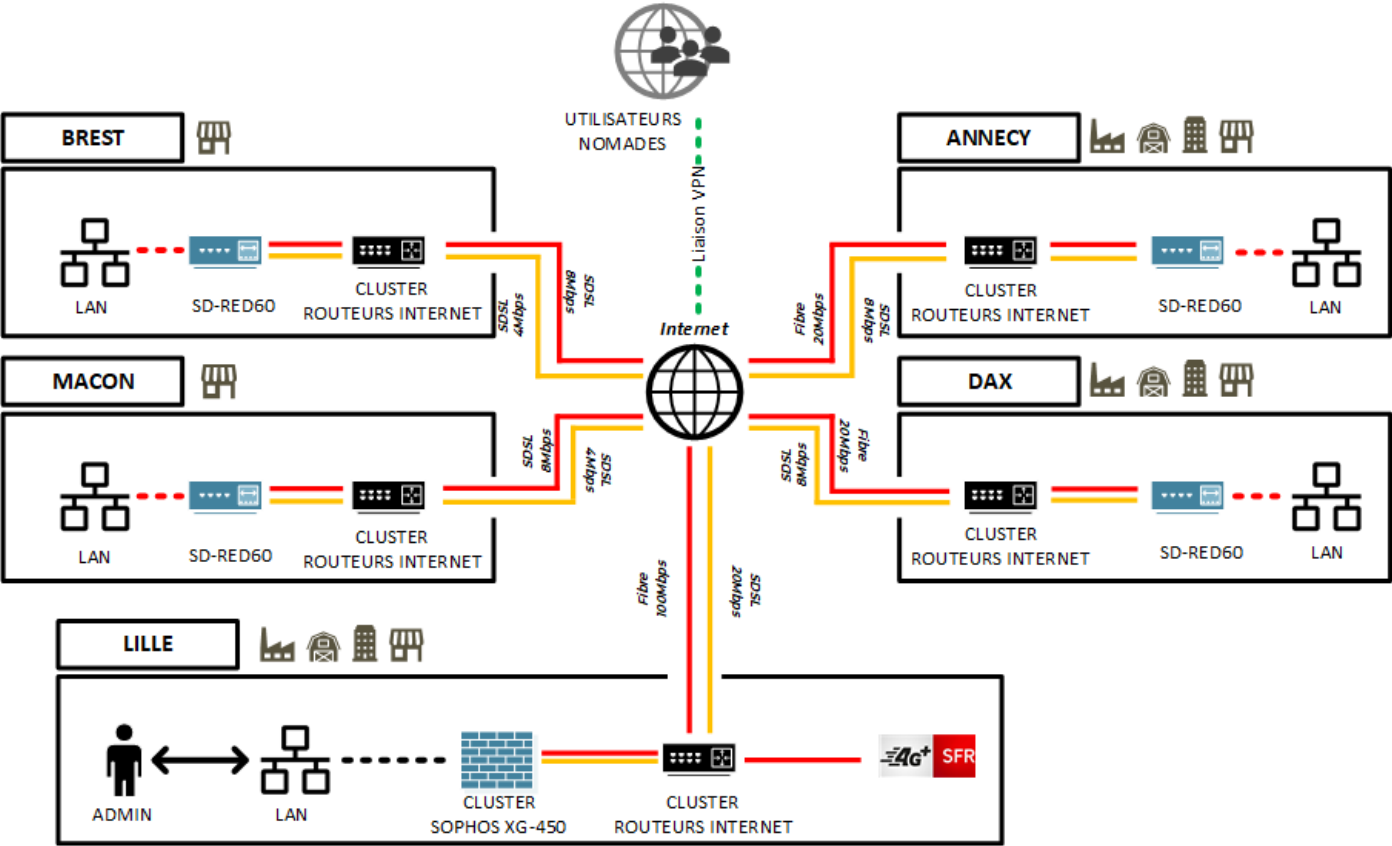 UTILISATEURS
NOMADES
Liaison VPN
Internet
BREST
LAN
SD-RED60
CLUSTER
ROUTEURS INTERNET
SDSL
4Mbps
SDSL
8Mbps
ANNECY
Fibre
20Mbps
SDSL
8Mbps
CLUSTER
ROUTEURS INTERNET
SD-RED60
LAN
MACON
LAN
SD-RED60
CLUSTER
ROUTEURS INTERNET
SDSL
8Mbps
SDSL
4Mbps
DAX
SDSL
8Mbps
Fibre
20Mbps
CLUSTER
ROUTEURS INTERNET
SD-RED60
LAN
Fibre
100Mbps
SDSL
20Mbps
LILLE
ADMIN
LAN
CLUSTER
SOPHOS XG-450
CLUSTER
ROUTEURS INTERNET
4G+
SFR